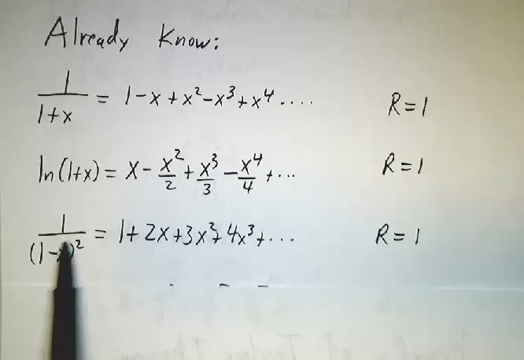 Already Know:
1/(1+x) = 1-x+x²-x³+x⁴.... R=1
ln(1+x) = x - x²/2 + x³/3 - x⁴/4 +... R=1
1/(1-x)² = 1+2x+3x²+4x³+... R=1